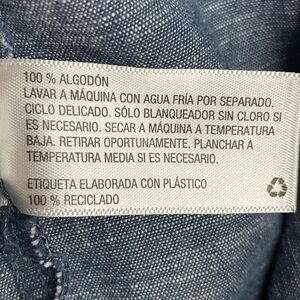 100 % ALGODÓN
LAVAR A MÁQUINA CON AGUA FRÍA POR SEPARADO.
CICLO DELICADO. SÓLO BLANQUEADOR SIN CLORO SI
ES NECESARIO. SECAR A MÁQUINA A TEMPERATURA
BAJA. RETIRAR OPORTUNAMENTE. PLANCHAR A
TEMPERATURA MEDIA SI ES NECESARIO.
ETIQUETA ELABORADA CON PLÁSTICO
100 % RECICLADO